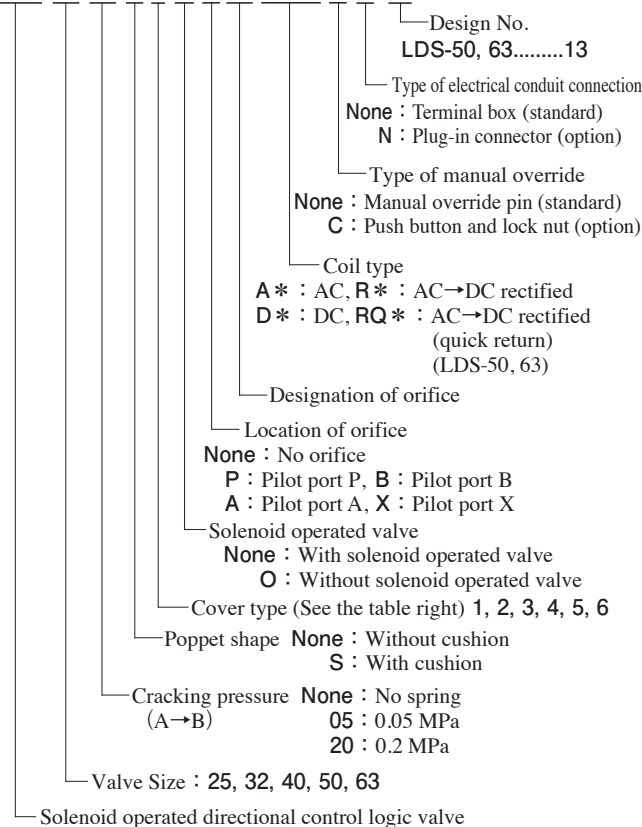 Design No.
LDS-50, 63.........13
Type of electrical conduit connection
None : Terminal box (standard)
N : Plug-in connector (option)
Type of manual override
None : Manual override pin (standard)
C : Push button and lock nut (option)
Coil type
A＊ : AC, R＊ : AC→DC rectified
D＊ : DC, RQ＊ : AC→DC rectified
(quick return)
(LDS-50, 63)
Designation of orifice
Location of orifice
None : No orifice
P : Pilot port P, B : Pilot port B
A : Pilot port A, X : Pilot port X
Solenoid operated valve
None : With solenoid operated valve
O : Without solenoid operated valve
Cover type (See the table right) 1, 2, 3, 4, 5, 6
Poppet shape None : Without cushion
S : With cushion
Cracking pressure None : No spring
(A→B) 05 : 0.05 MPa
20 : 0.2 MPa
Valve Size : 25, 32, 40, 50, 63
Solenoid operated directional control logic valve